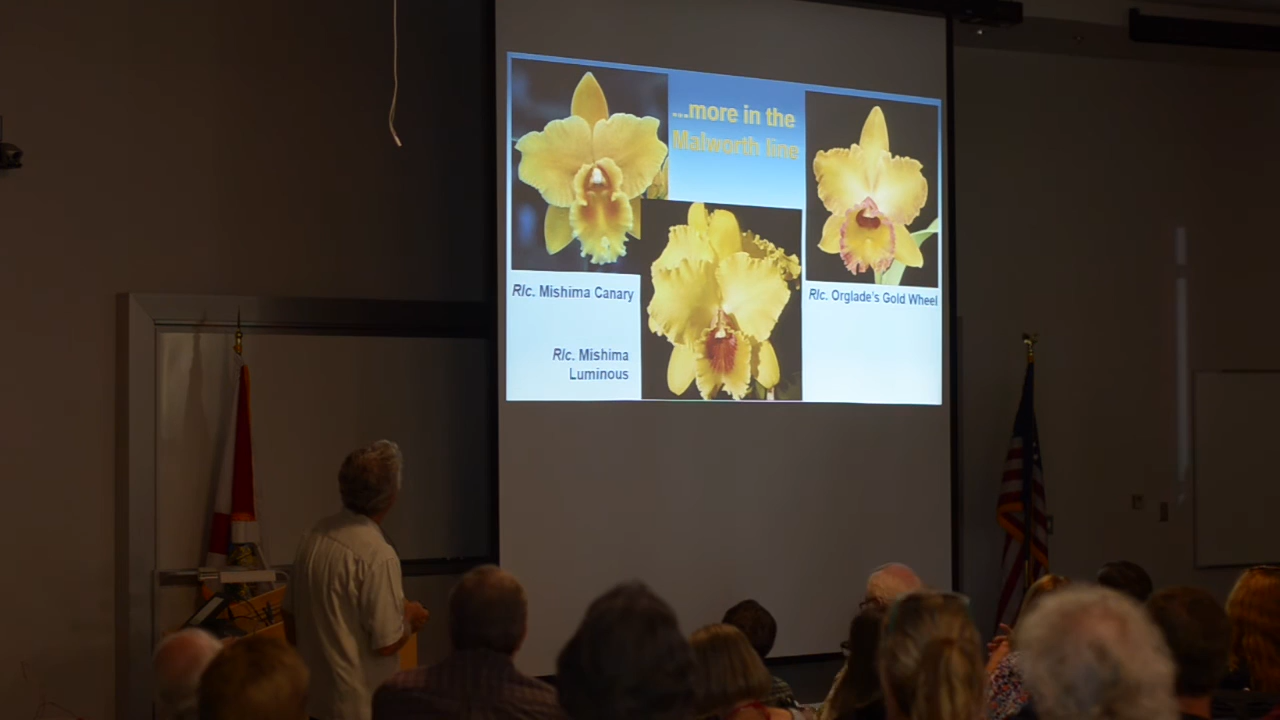 ...more in the
Malworth line
Rlc. Mishima Canary
Rlc. Orglade's Gold Wheel
Rlc. Mishima
Luminous